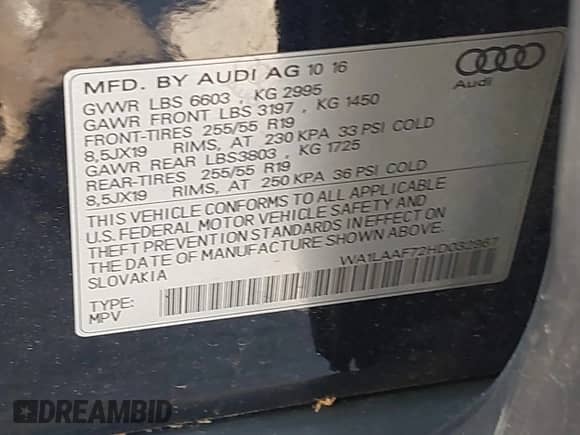 MFD. BY AUDI AG 10 16
Audi
GVWR LBS 6603 , KG 2995
GAWR FRONT LBS 3197 , KG 1450
FRONT-TIRES 255/55 R19
8,5JX19 RIMS, AT 230 KPA 33 PSI COLD
GAWR REAR LBS3803 , KG 1725
REAR-TIRES 255/55 R19
8,5JX19 RIMS, AT 250 KPA 36 PSI COLD
THIS VEHICLE CONFORMS TO ALL APPLICABLE
U.S. FEDERAL MOTOR VEHICLE SAFETY AND
THEFT PREVENTION STANDARDS IN EFFECT ON
THE DATE OF MANUFACTURE SHOWN ABOVE.
SLOVAKIA
WA1LAAF72HD032967
TYPE:
MPV
DREAMBID